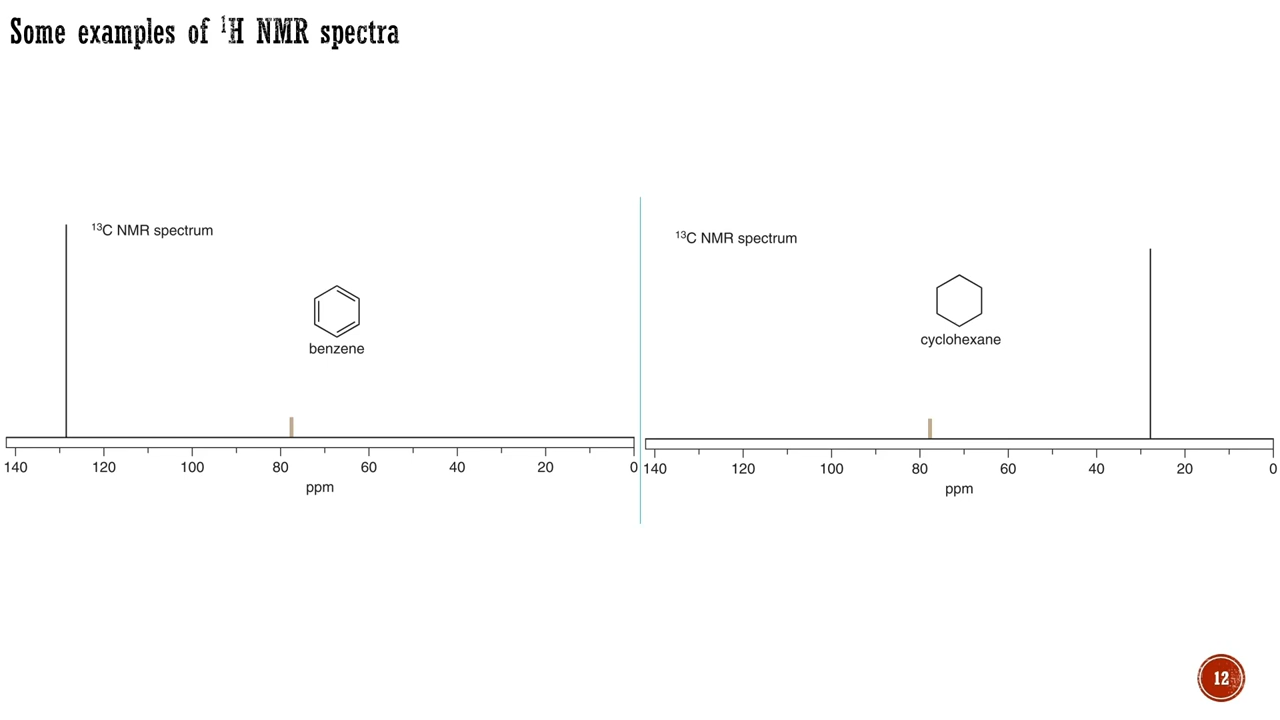 Some examples of ¹H NMR spectra
¹³C NMR spectrum
benzene
140 120 100 80 60 40 20 0
ppm
¹³C NMR spectrum
cyclohexane
140 120 100 80 60 40 20 0
ppm
12